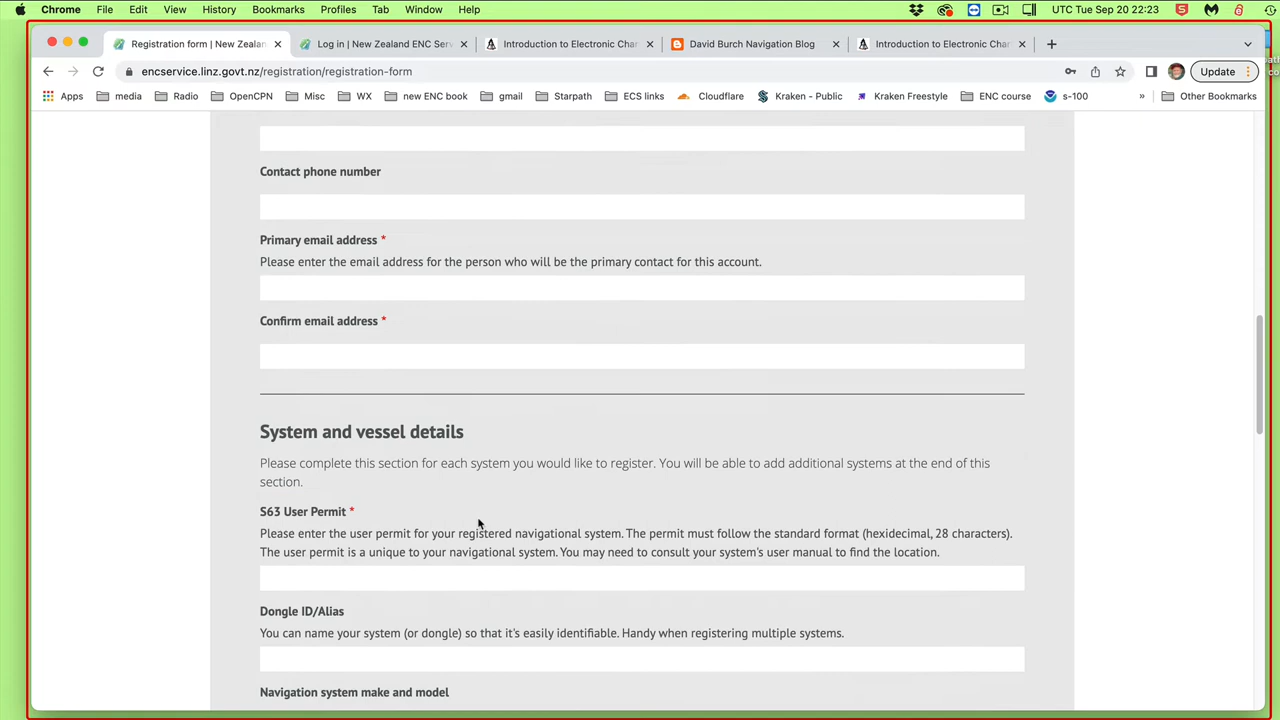 Chrome File Edit View History Bookmarks Profiles Tab Window Help UTC Tue Sep 20 22:23
Registration form | New Zealan Log in | New Zealand ENC Serv Introduction to Electronic Char David Burch Navigation Blog Introduction to Electronic Char
encservice.linz.govt.nz/registration/registration-form Update
Apps media Radio OpenCPN Misc WX new ENC book gmail Starpath ECS links Cloudflare Kraken - Public Kraken Freestyle ENC course s-100 » Other Bookmarks
Contact phone number
Primary email address *
Please enter the email address for the person who will be the primary contact for this account.
Confirm email address *
System and vessel details
Please complete this section for each system you would like to register. You will be able to add additional systems at the end of this
section.
S63 User Permit *
Please enter the user permit for your registered navigational system. The permit must follow the standard format (hexidecimal, 28 characters).
The user permit is a unique to your navigational system. You may need to consult your system's user manual to find the location.
Dongle ID/Alias
You can name your system (or dongle) so that it's easily identifiable. Handy when registering multiple systems.
Navigation system make and model